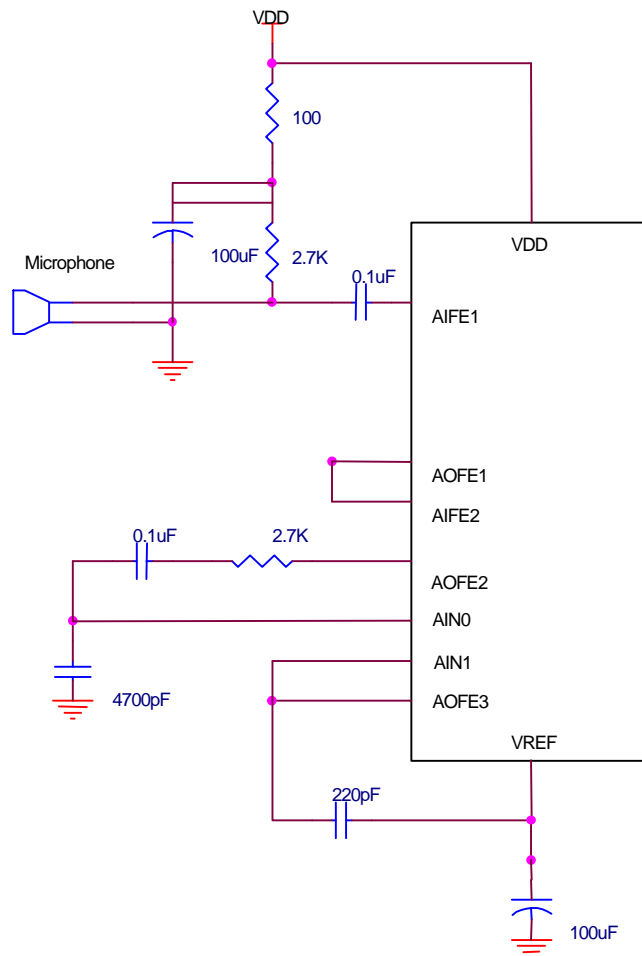 VDD
100
100uF
2.7K
Microphone
0.1uF
VDD
AIFE1
AOFE1
AIFE2
0.1uF
2.7K
AOFE2
AIN0
AIN1
4700pF
AOFE3
VREF
220pF
100uF